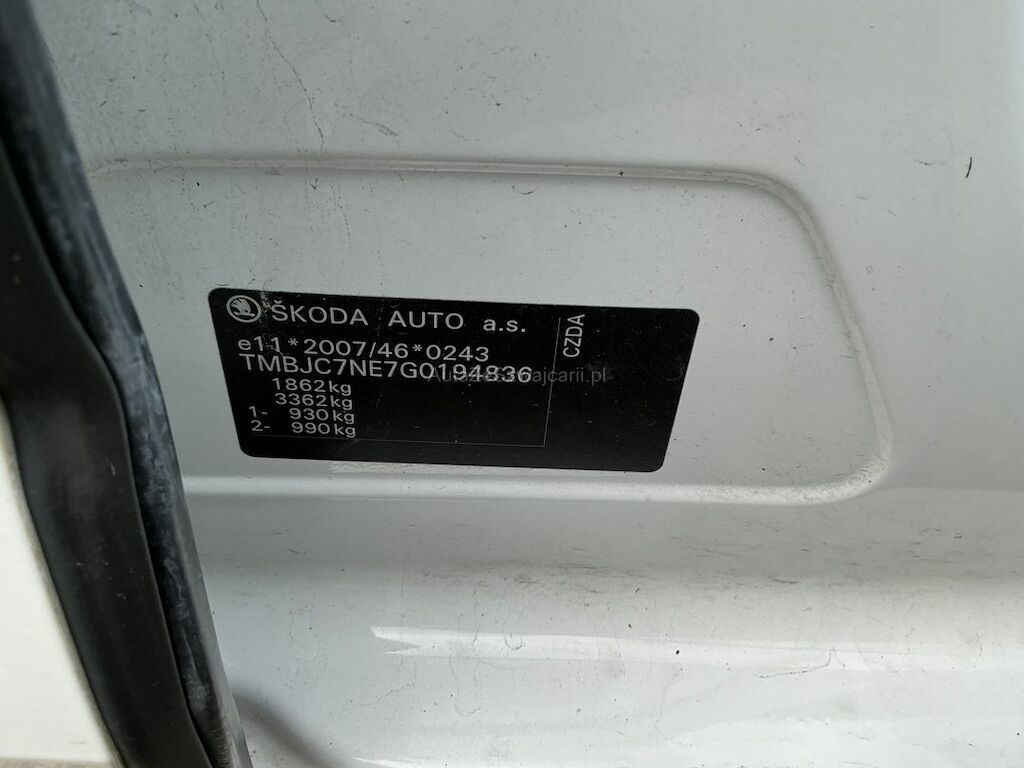 ŠKODA AUTO a.s.
e11*2007/46*0243
TMBJC7NE7G0194836
1862kg
3362kg
1- 930kg
2- 990kg
CZDA